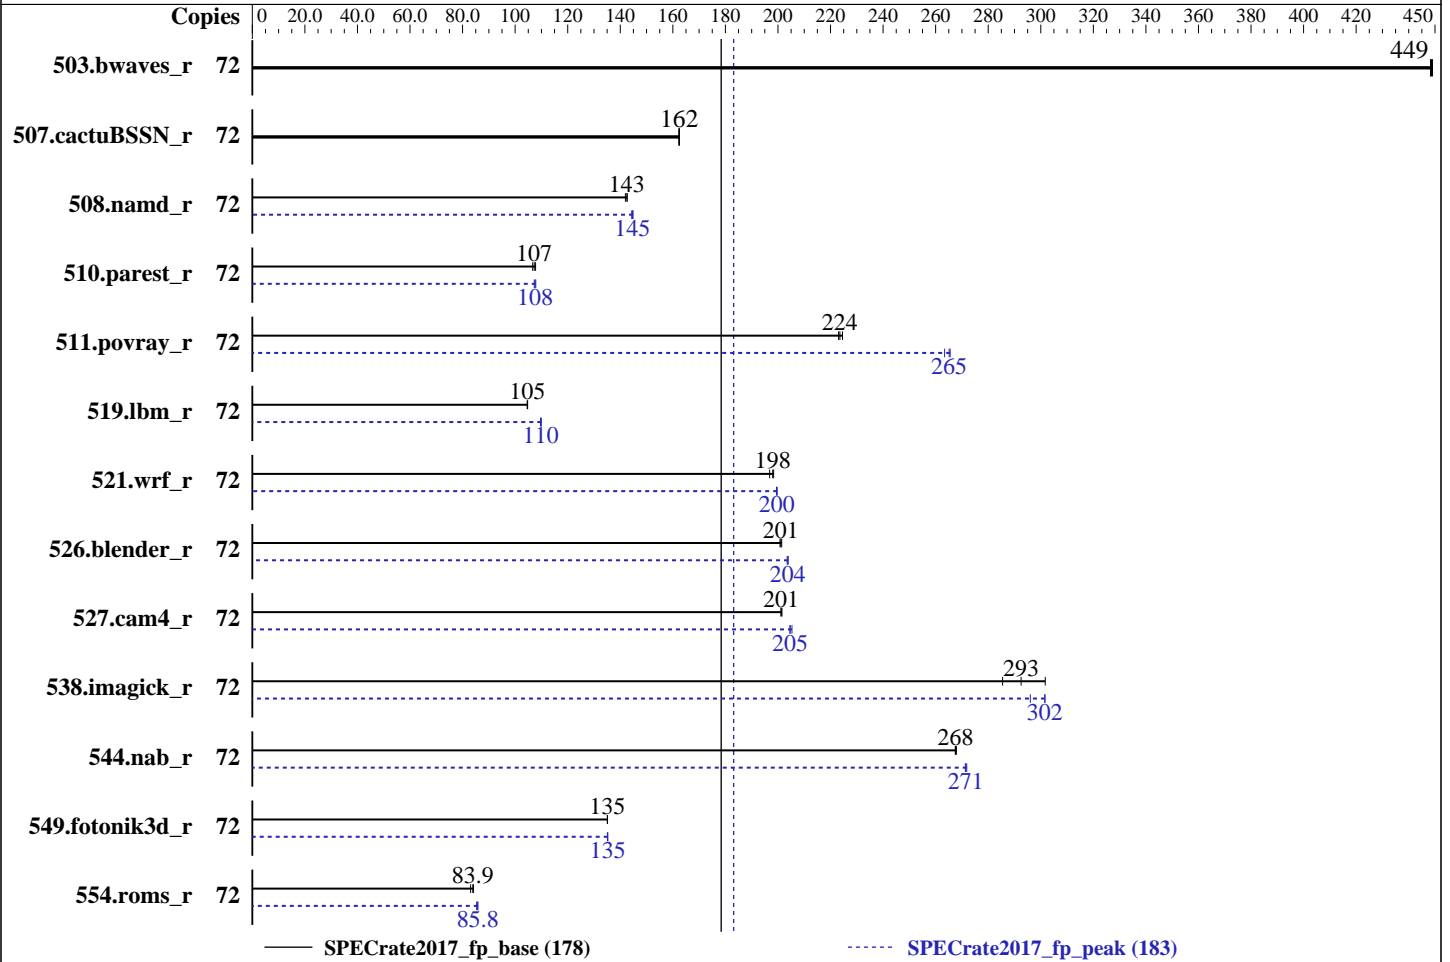 Copies 0 20.0 40.0 60.0 80.0 100 120 140 160 180 200 220 240 260 280 300 320 340 360 380 400 420 450
503.bwaves_r 72 449
507.cactuBSSN_r 72 162
508.namd_r 72 143
145
510.parest_r 72 107
108
511.povray_r 72 224
265
519.lbm_r 72 105
110
521.wrf_r 72 198
200
526.blender_r 72 201
204
527.cam4_r 72 201
205
538.imagick_r 72 293
302
544.nab_r 72 268
271
549.fotonik3d_r 72 135
135
554.roms_r 72 83.9
85.8
SPECrate2017_fp_base (178) SPECrate2017_fp_peak (183)